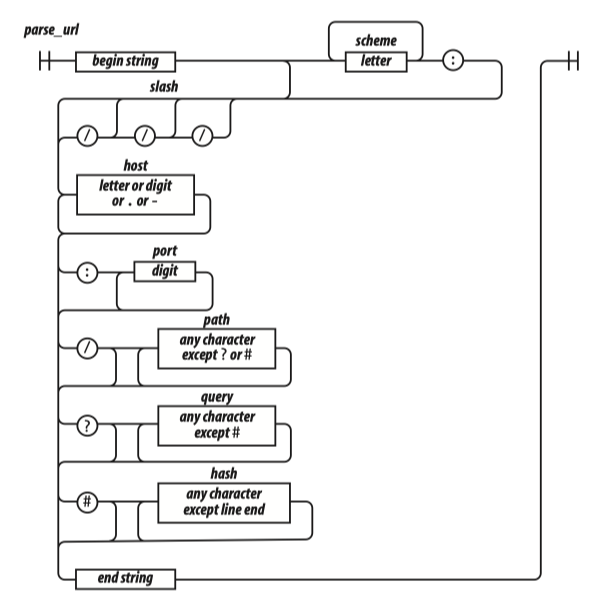 parse_url
scheme
begin string
letter
:
slash
/ / /
host
letter or digit
or . or -
port
: digit
path
/ any character
except ? or #
query
? any character
except #
hash
# any character
except line end
end string